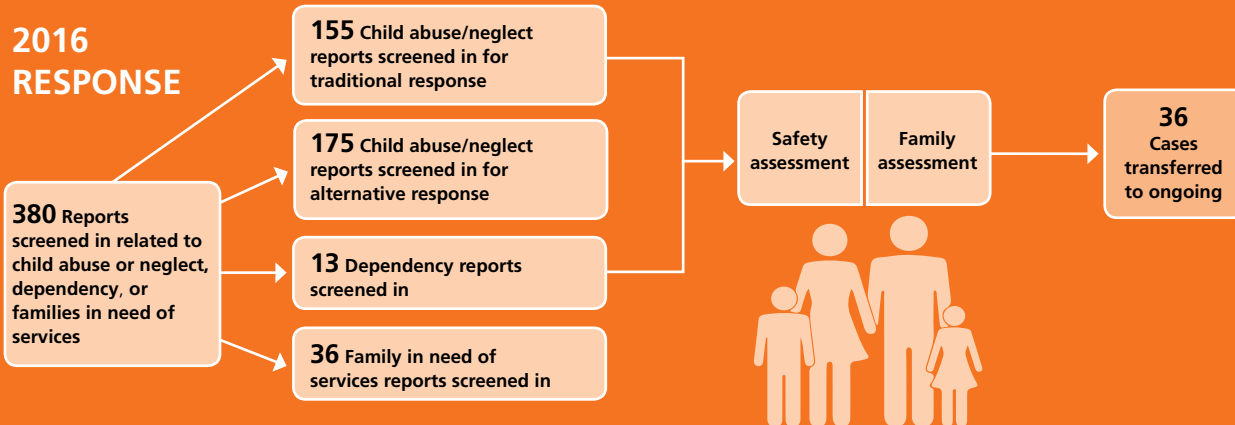 2016
RESPONSE
380 Reports
screened in related to
child abuse or neglect,
dependency, or
families in need of
services
155 Child abuse/neglect
reports screened in for
traditional response
175 Child abuse/neglect
reports screened in for
alternative response
13 Dependency reports
screened in
36 Family in need of
services reports screened in
Safety
assessment
Family
assessment
36
Cases
transferred
to ongoing